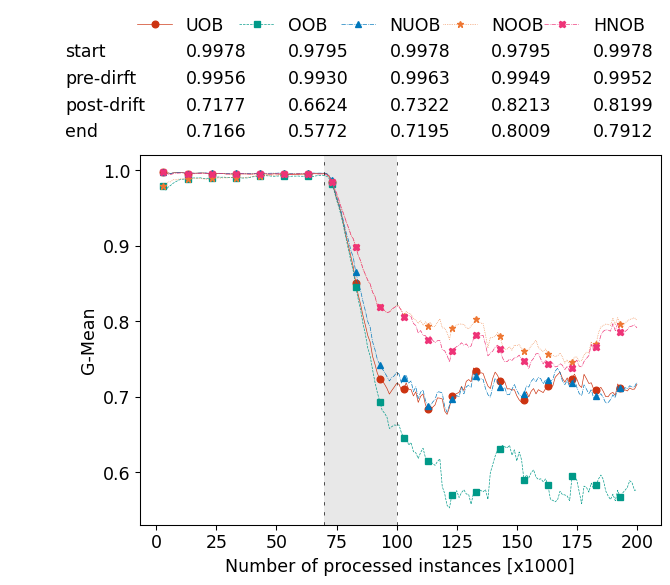 UOB OOB NUOB NOOB HNOB
start 0.9978 0.9795 0.9978 0.9795 0.9978
pre-dirft 0.9956 0.9930 0.9963 0.9949 0.9952
post-drift 0.7177 0.6624 0.7322 0.8213 0.8199
end 0.7166 0.5772 0.7195 0.8009 0.7912
1.0
0.9
0.8
0.7
0.6
G-Mean
0 25 50 75 100 125 150 175 200
Number of processed instances [x1000]